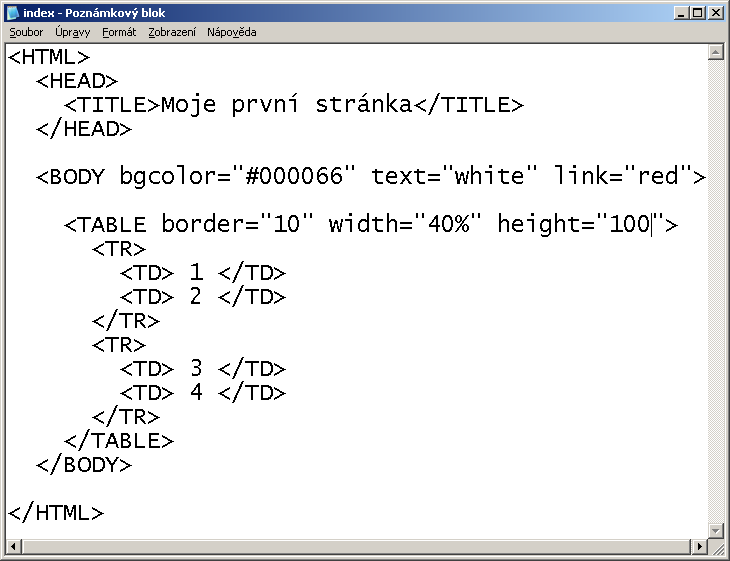 index - Poznámkový blok
Soubor Úpravy Formát Zobrazení Nápověda
<HTML>
  <HEAD>
    <TITLE>Moje první stránka</TITLE>
  </HEAD>

  <BODY bgcolor="#000066" text="white" link="red">

    <TABLE border="10" width="40%" height="100">
      <TR>
        <TD> 1 </TD>
        <TD> 2 </TD>
      </TR>
      <TR>
        <TD> 3 </TD>
        <TD> 4 </TD>
      </TR>
    </TABLE>
  </BODY>

</HTML>